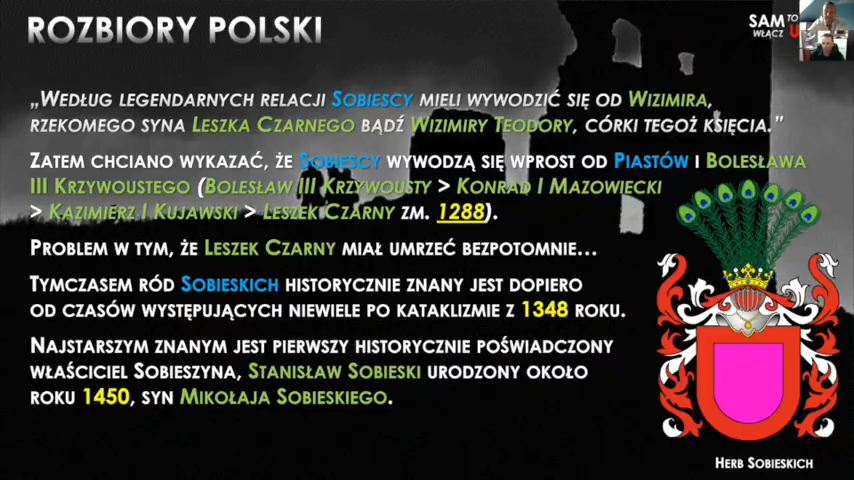 ROZBIORY POLSKI
SAM TO
WŁĄCZ
„WEDŁUG LEGENDARNYCH RELACJI SOBIESCY MIELI WYWODZIĆ SIĘ OD WIZIMIRA,
RZEKOMEGO SYNA LESZKA CZARNEGO BĄDŹ WIZIMIRY TEODORY, CÓRKI TEGOŻ KSIĘCIA."
ZATEM CHCIANO WYKAZAĆ, ŻE SOBIESCY WYWODZĄ SIĘ WPROST OD PIASTÓW I BOLESŁAWA
III KRZYWOUSTEGO (BOLESŁAW III KRZYWOUSTY > KONRAD I MAZOWIECKI
> KAZIMIERZ I KUJAWSKI > LESZEK CZARNY ZM. 1288).
PROBLEM W TYM, ŻE LESZEK CZARNY MIAŁ UMRZEĆ BEZPOTOMNIE...
TYMCZASEM RÓD SOBIESKICH HISTORYCZNIE ZNANY JEST DOPIERO
OD CZASÓW WYSTĘPUJĄCYCH NIEWIELE PO KATAKLIZMIE Z 1348 ROKU.
NAJSTARSZYM ZNANYM JEST PIERWSZY HISTORYCZNIE POŚWIADCZONY
WŁAŚCICIEL SOBIESZYNA, STANISŁAW SOBIESKI URODZONY OKOŁO
ROKU 1450, SYN MIKOŁAJA SOBIESKIEGO.
HERB SOBIESKICH